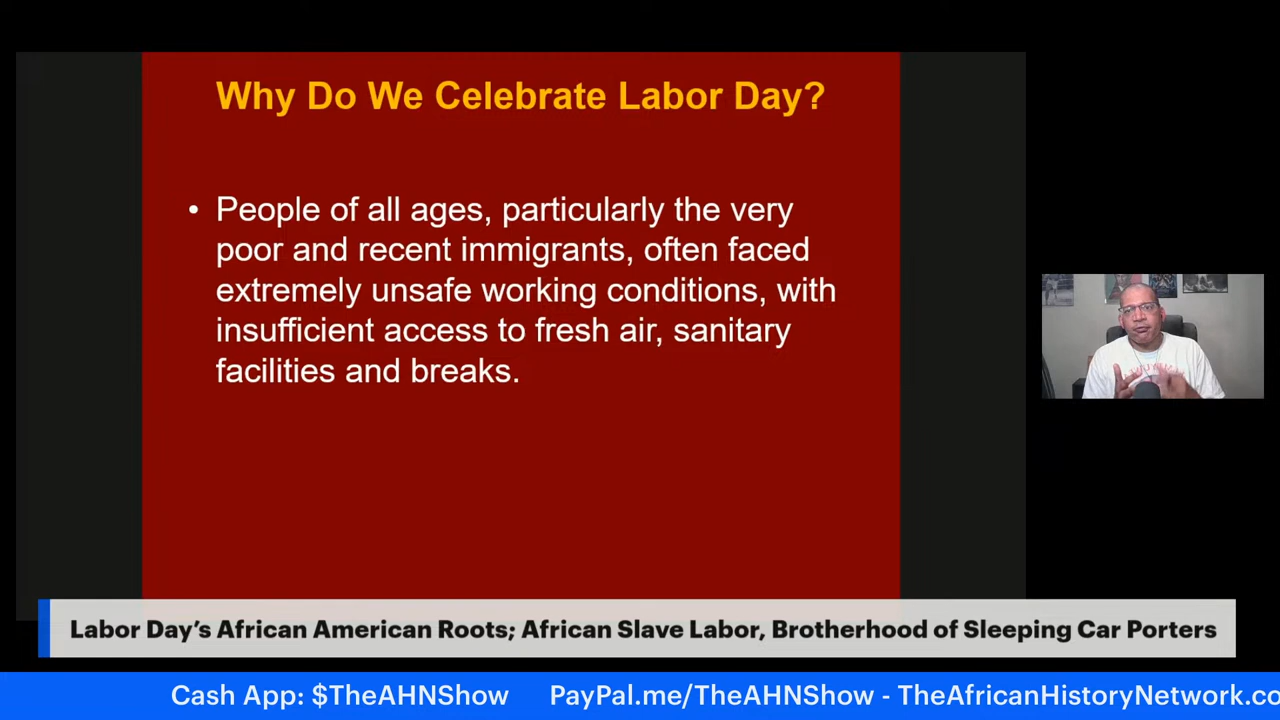 Why Do We Celebrate Labor Day?
• People of all ages, particularly the very
poor and recent immigrants, often faced
extremely unsafe working conditions, with
insufficient access to fresh air, sanitary
facilities and breaks.
Labor Day’s African American Roots; African Slave Labor, Brotherhood of Sleeping Car Porters
Cash App: $TheAHNShow PayPal.me/TheAHNShow - TheAfricanHistoryNetwork.co